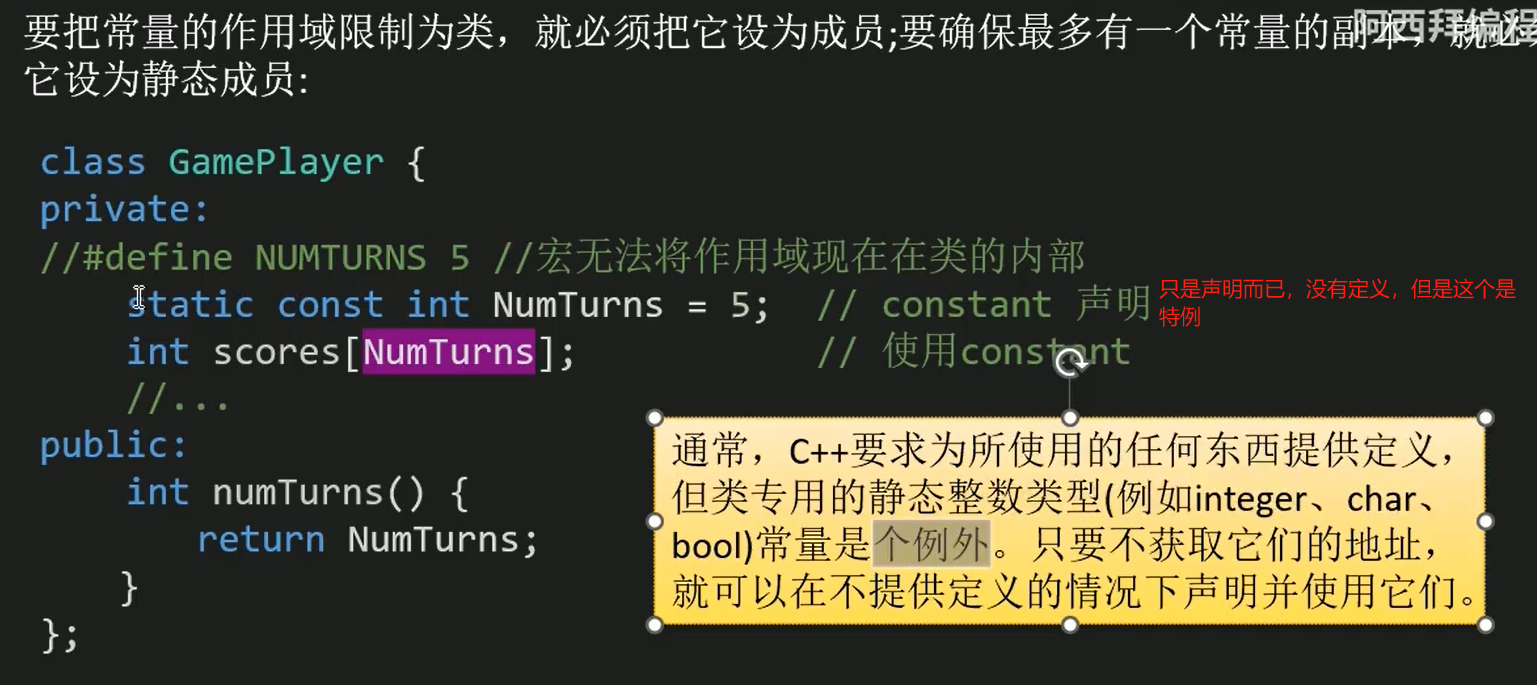 要把常量的作用域限制为类，就必须把它设为成员;要确保最多有一个常量的副本，就必
阿西拜编程
它设为静态成员:
class GamePlayer {
private:
//#define NUMTURNS 5 //宏无法将作用域现在在类的内部
static const int NumTurns = 5; // constant 声明
只是声明而已，没有定义，但是这个是
特例
int scores[NumTurns]; // 使用constant
//...
public:
int numTurns() {
return NumTurns;
}
};
通常，C++要求为所使用的任何东西提供定义，
但类专用的静态整数类型(例如integer、char、
bool)常量是个例外。只要不获取它们的地址，
就可以在不提供定义的情况下声明并使用它们。